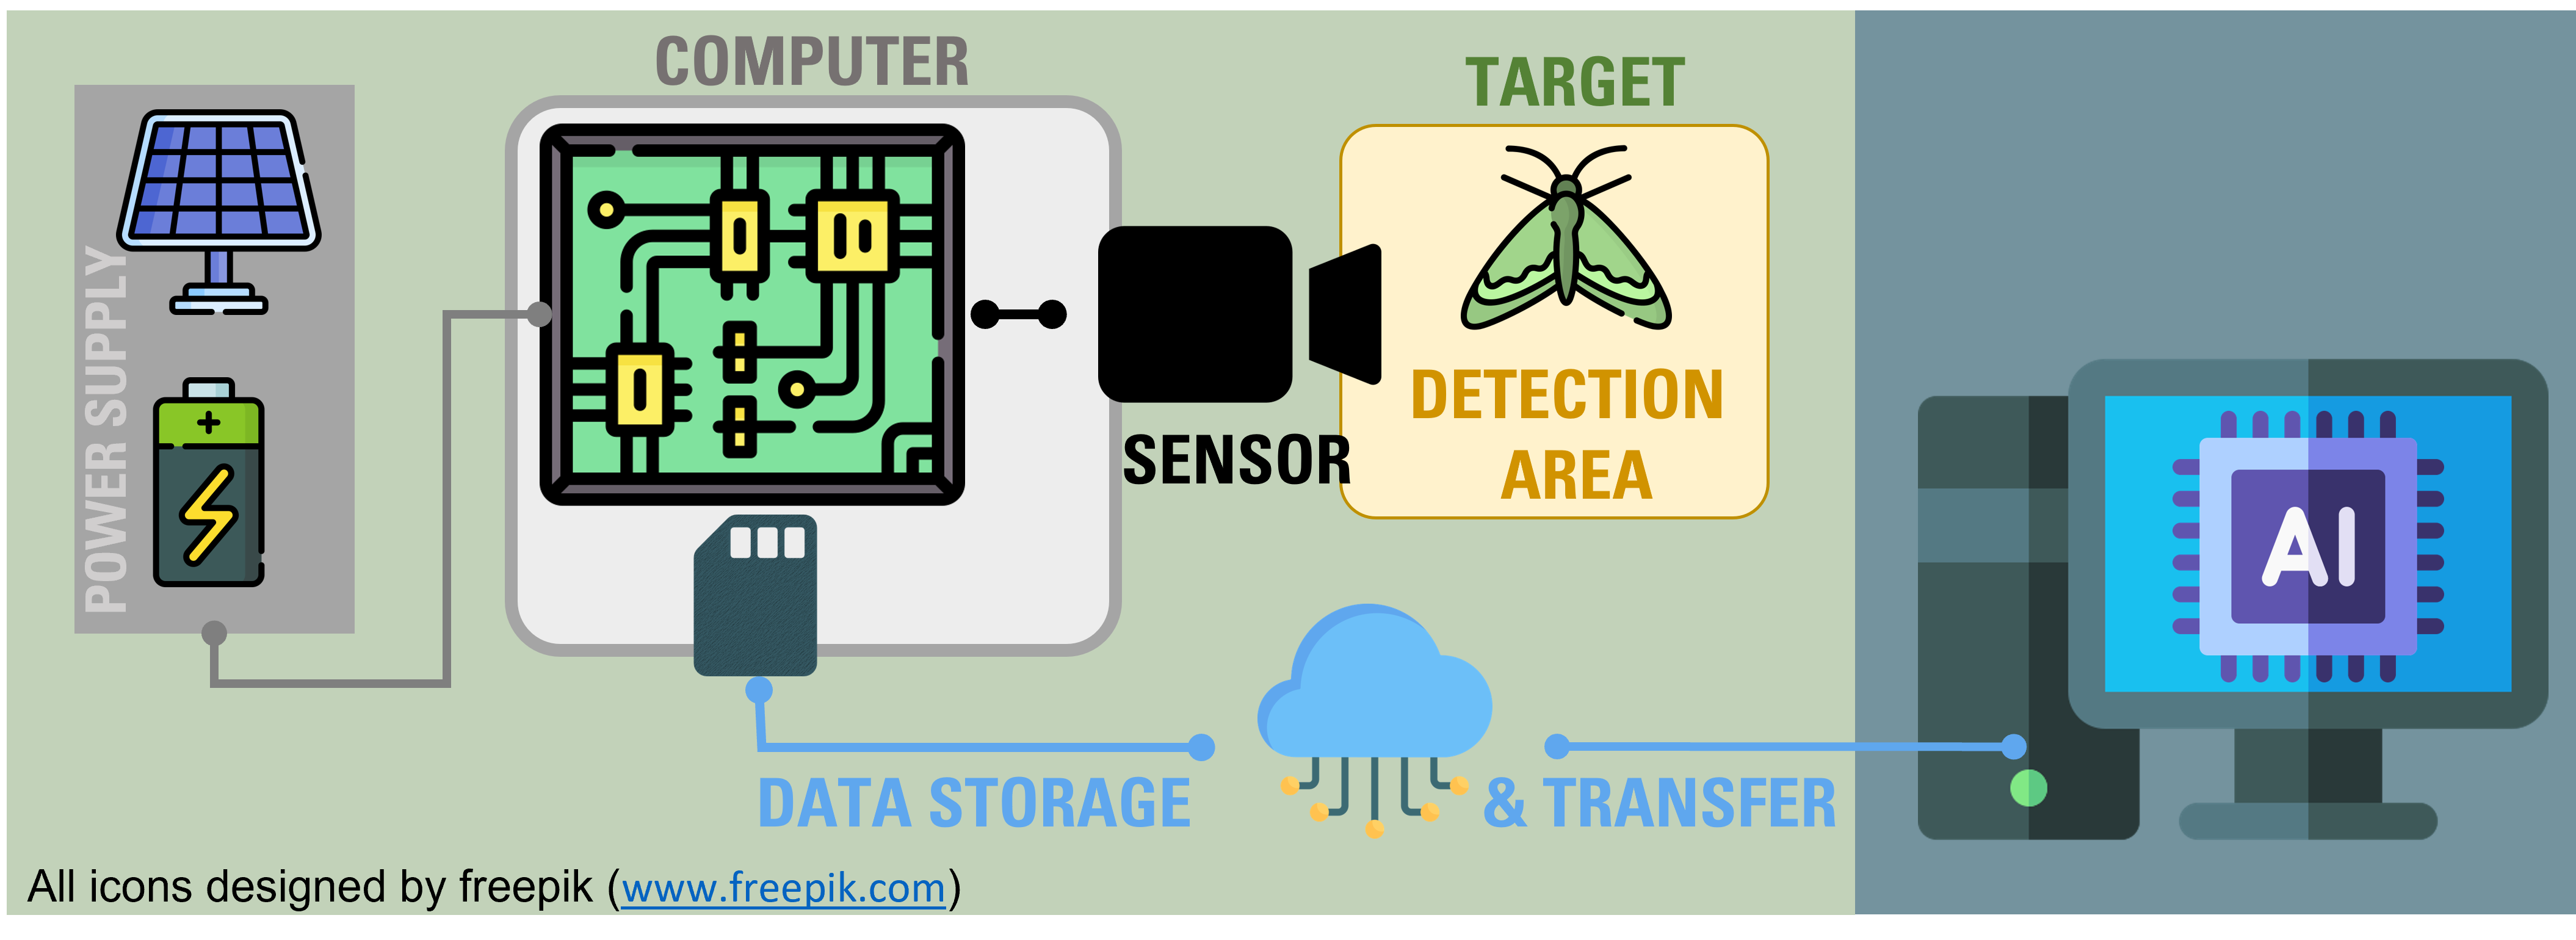 COMPUTER
TARGET
POWER SUPPLY
DETECTION
AREA
SENSOR
AI
DATA STORAGE
& TRANSFER
All icons designed by freepik (www.freepik.com)